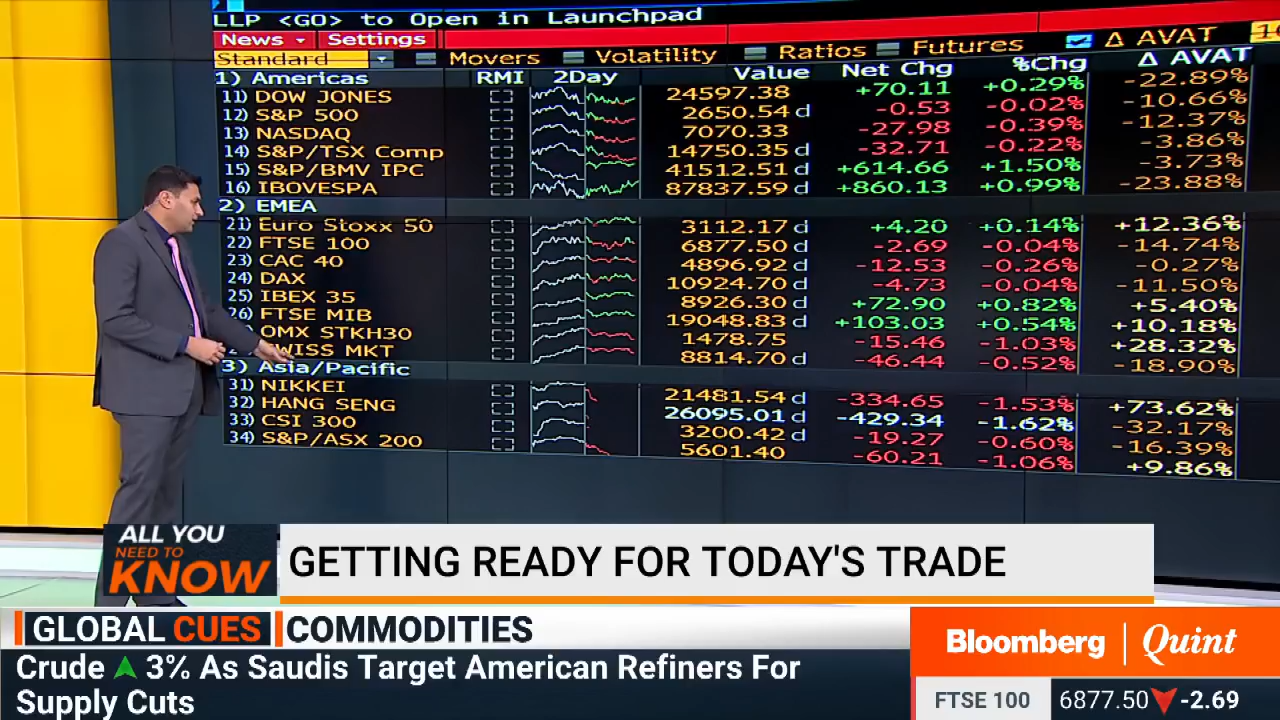 LLP <GO> to Open in Launchpad
News Settings
Standard Movers Volatility Ratios Futures Δ AVAT
1) Americas RMI 2Day Value Net Chg %Chg Δ AVAT
11) DOW JONES 24597.38 +70.11 +0.29% -22.89%
12) S&P 500 2650.54 d -0.53 -0.02% -10.66%
13) NASDAQ 7070.33 -27.98 -0.39% -12.37%
14) S&P/TSX Comp 14750.35 d -32.71 -0.22% -3.86%
15) S&P/BMV IPC 41512.51 d +614.66 +1.50% -3.73%
16) IBOVESPA 87837.59 d +860.13 +0.99% -23.88%
2) EMEA
21) Euro Stoxx 50 3112.17 d +4.20 +0.14% +12.36%
22) FTSE 100 6877.50 d -2.69 -0.04% -14.74%
23) CAC 40 4896.92 d -12.53 -0.26% -0.27%
24) DAX 10924.70 d -4.73 -0.04% -11.50%
25) IBEX 35 8926.30 d +72.90 +0.82% +5.40%
26) FTSE MIB 19048.83 d +103.03 +0.54% +10.18%
OMX STKH30 1478.75 -15.46 -1.03% +28.32%
WISS MKT 8814.70 d -46.44 -0.52% -18.90%
3) Asia/Pacific
31) NIKKEI 21481.54 -334.65 -1.53% +73.62%
32) HANG SENG 26095.01 d -429.34 -1.62% -32.17%
33) CSI 300 3200.42 d -19.27 -0.60% -16.39%
34) S&P/ASX 200 5601.40 -60.21 -1.06% +9.86%
ALL YOU
NEED TO
KNOW
GETTING READY FOR TODAY'S TRADE
GLOBAL CUES COMMODITIES
Crude 3% As Saudis Target American Refiners For
Supply Cuts
Bloomberg | Quint
FTSE 100 6877.50 -2.69